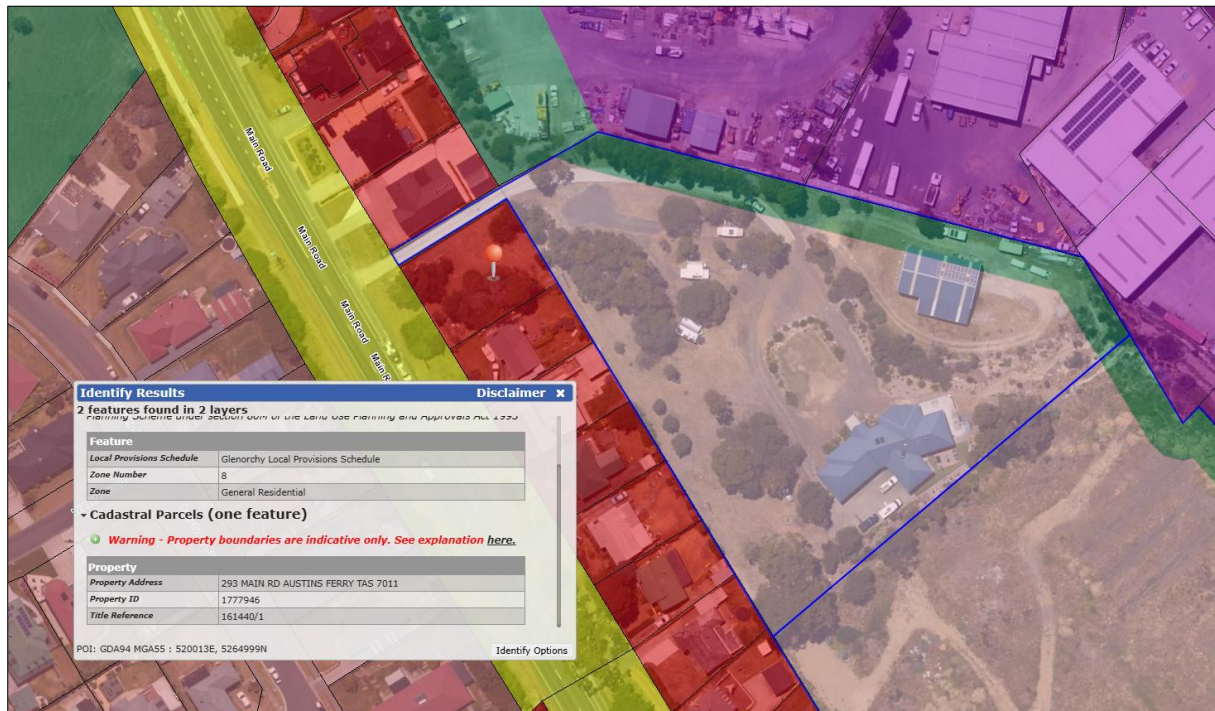 Main Road
Main Road
Main Road
Main R
Identify Results Disclaimer ×
2 features found in 2 layers
Planning Scheme under section 80M of the Land Use Planning and Approvals Act 1993
Feature
Local Provisions Schedule Glenorchy Local Provisions Schedule
Zone Number 8
Zone General Residential
Cadastral Parcels (one feature)
Warning - Property boundaries are indicative only. See explanation here.
Property
Property Address 293 MAIN RD AUSTINS FERRY TAS 7011
Property ID 1777946
Title Reference 161440/1
POI: GDA94 MGA55 : 520013E, 5264999N Identify Options